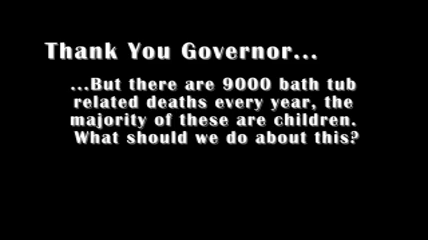 Thank You Governor...
...But there are 9000 bath tub
related deaths every year, the
majority of these are children.
What should we do about this?